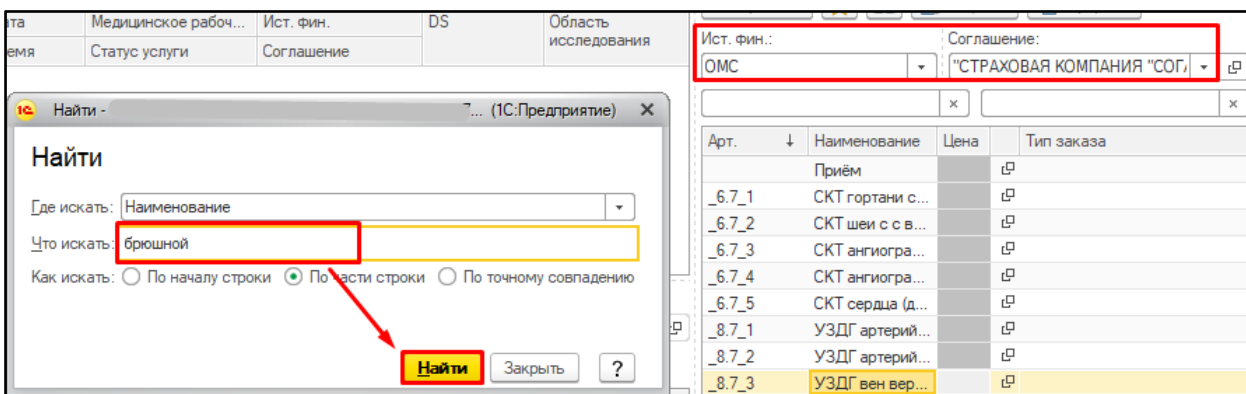 та Медицинское рабоч... Ист. фин. DS Область исследования
емя Статус услуги Соглашение
Ист. фин.: Соглашение:
ОМС "СТРАХОВАЯ КОМПАНИЯ "СОГ
1С Найти - ... (1С:Предприятие)
Найти
Где искать: Наименование
Что искать: брюшной
Как искать: По началу строки По части строки По точному совпадению
Найти Закрыть ?
Арт. ↓ Наименование Цена Тип заказа
Приём
_6.7_1 СКТ гортани с...
_6.7_2 СКТ шеи с с в...
_6.7_3 СКТ ангиогра...
_6.7_4 СКТ ангиогра...
_6.7_5 СКТ сердца (д...
_8.7_1 УЗДГ артерий...
_8.7_2 УЗДГ артерий...
_8.7_3 УЗДГ вен вер...